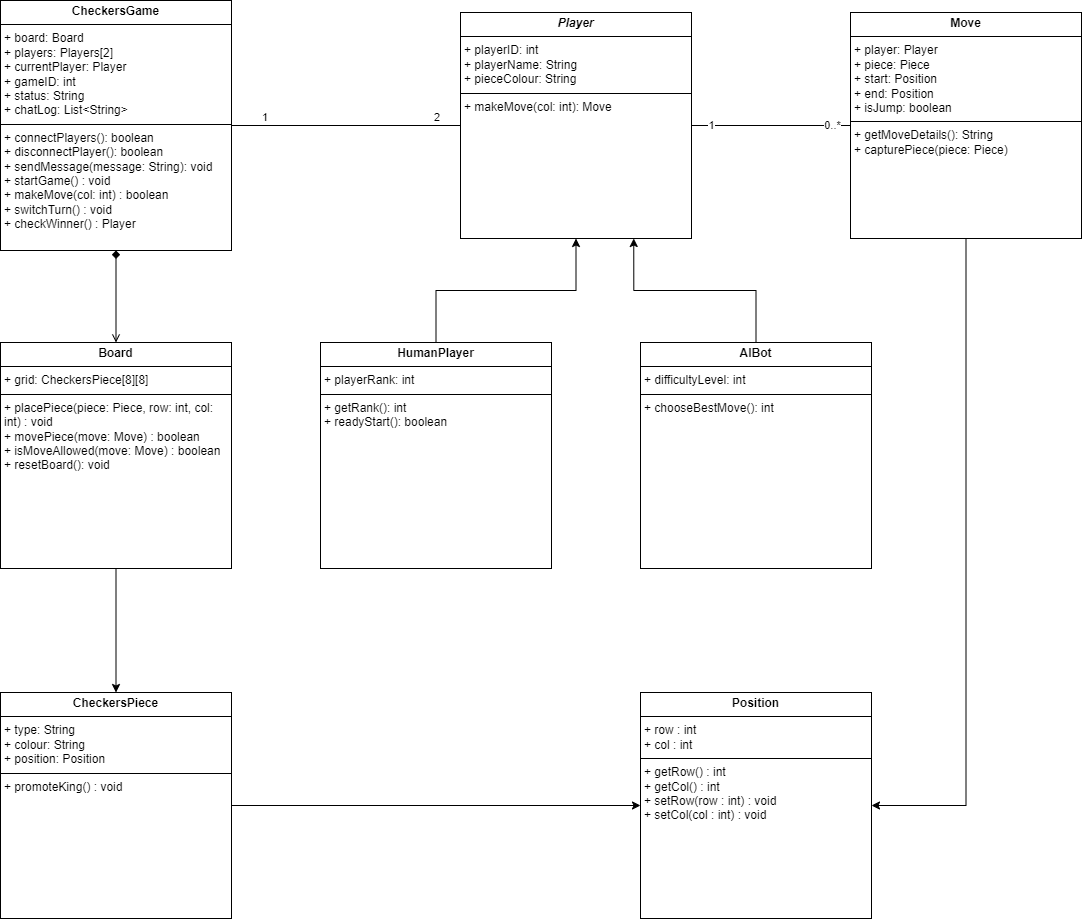 CheckersGame
+ board: Board
+ players: Players[2]
+ currentPlayer: Player
+ gameID: int
+ status: String
+ chatLog: List<String>
+ connectPlayers(): boolean
+ disconnectPlayer(): boolean
+ sendMessage(message: String): void
+ startGame() : void
+ makeMove(col: int) : boolean
+ switchTurn() : void
+ checkWinner() : Player
1
2
Player
+ playerID: int
+ playerName: String
+ pieceColour: String
+ makeMove(col: int): Move
1
0..*
Move
+ player: Player
+ piece: Piece
+ start: Position
+ end: Position
+ isJump: boolean
+ getMoveDetails(): String
+ capturePiece(piece: Piece)
Board
+ grid: CheckersPiece[8][8]
+ placePiece(piece: Piece, row: int, col:
int) : void
+ movePiece(move: Move) : boolean
+ isMoveAllowed(move: Move) : boolean
+ resetBoard(): void
HumanPlayer
+ playerRank: int
+ getRank(): int
+ readyStart(): boolean
AIBot
+ difficultyLevel: int
+ chooseBestMove(): int
CheckersPiece
+ type: String
+ colour: String
+ position: Position
+ promoteKing() : void
Position
+ row : int
+ col : int
+ getRow() : int
+ getCol() : int
+ setRow(row : int) : void
+ setCol(col : int) : void